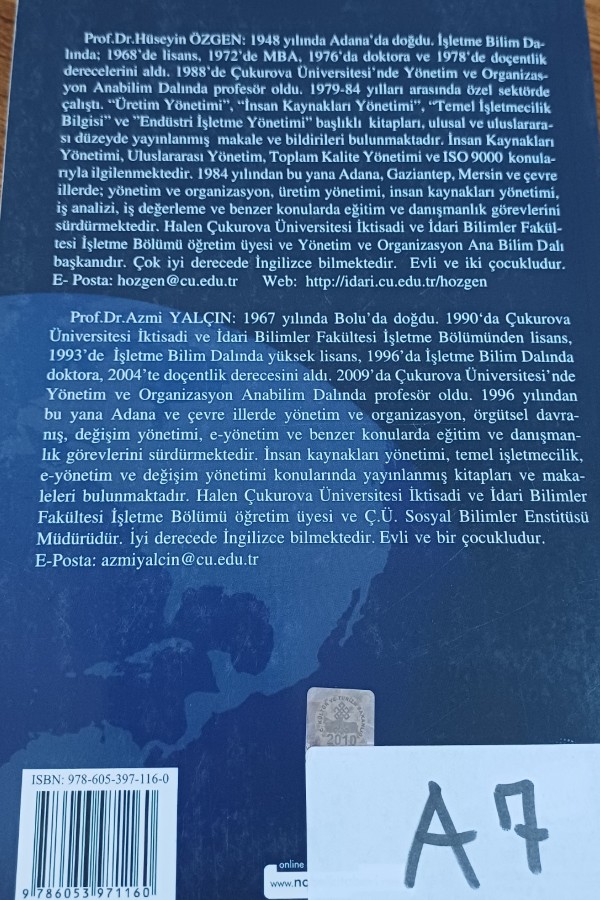 Prof.Dr.Hüseyin ÖZGEN: 1948 yılında Adana'da doğdu. İşletme Bilim Da-
lında; 1968'de lisans, 1972'de MBA, 1976'da doktora ve 1978'de doçentlik
derecelerini aldı. 1988'de Çukurova Üniversitesi'nde Yönetim ve Organizas-
yon Anabilim Dalında profesör oldu. 1979-84 yılları arasında özel sektörde
çalıştı. “Üretim Yönetimi”, “İnsan Kaynakları Yönetimi”, “Temel İşletmecilik
Bilgisi” ve ”Endüstri İşletme Yönetimi” başlıklı kitapları, ulusal ve uluslarara-
sı düzeyde yayınlanmış makale ve bildirileri bulunmaktadır. İnsan Kaynakları
Yönetimi, Uluslararası Yönetim, Toplam Kalite Yönetimi ve ISO 9000 konula-
rıyla ilgilenmektedir. 1984 yılından bu yana Adana, Gaziantep, Mersin ve çevre
illerde; yönetim ve organizasyon, üretim yönetimi, insan kaynakları yönetimi,
iş analizi, iş değerleme ve benzer konularda eğitim ve danışmanlık görevlerini
sürdürmektedir. Halen Çukurova Üniversitesi İktisadi ve İdari Bilimler Fakül-
tesi İşletme Bölümü öğretim üyesi ve Yönetim ve Organizasyon Ana Bilim Dalı
başkanıdır. Çok iyi derecede İngilizce bilmektedir. Evli ve iki çocukludur.
E- Posta: hozgen@cu.edu.tr Web: http://idari.cu.edu.tr/hozgen
Prof.Dr.Azmi YALÇIN: 1967 yılında Bolu'da doğdu. 1990‘da Çukurova
Üniversitesi İktisadi ve İdari Bilimler Fakültesi İşletme Bölümünden lisans,
1993'de İşletme Bilim Dalında yüksek lisans, 1996'da İşletme Bilim Dalında
doktora, 2004'te doçentlik derecesini aldı. 2009'da Çukurova Üniversitesi'nde
Yönetim ve Organizasyon Anabilim Dalında profesör oldu. 1996 yılından
bu yana Adana ve çevre illerde yönetim ve organizasyon, örgütsel davra-
nış, değişim yönetimi, e-yönetim ve benzer konularda eğitim ve danışman-
lık görevlerini sürdürmektedir. İnsan kaynakları yönetimi, temel işletmecilik,
e-yönetim ve değişim yönetimi konularında yayınlanmış kitapları ve maka-
leleri bulunmaktadır. Halen Çukurova Üniversitesi İktisadi ve İdari Bilimler
Fakültesi İşletme Bölümü öğretim üyesi ve Ç.Ü. Sosyal Bilimler Enstitüsü
Müdürüdür. İyi derecede İngilizce bilmektedir. Evli ve bir çocukludur.
E-Posta: azmiyalcin@cu.edu.tr
2010
ISBN: 978-605-397-116-0
9 786053 971160
online
A7